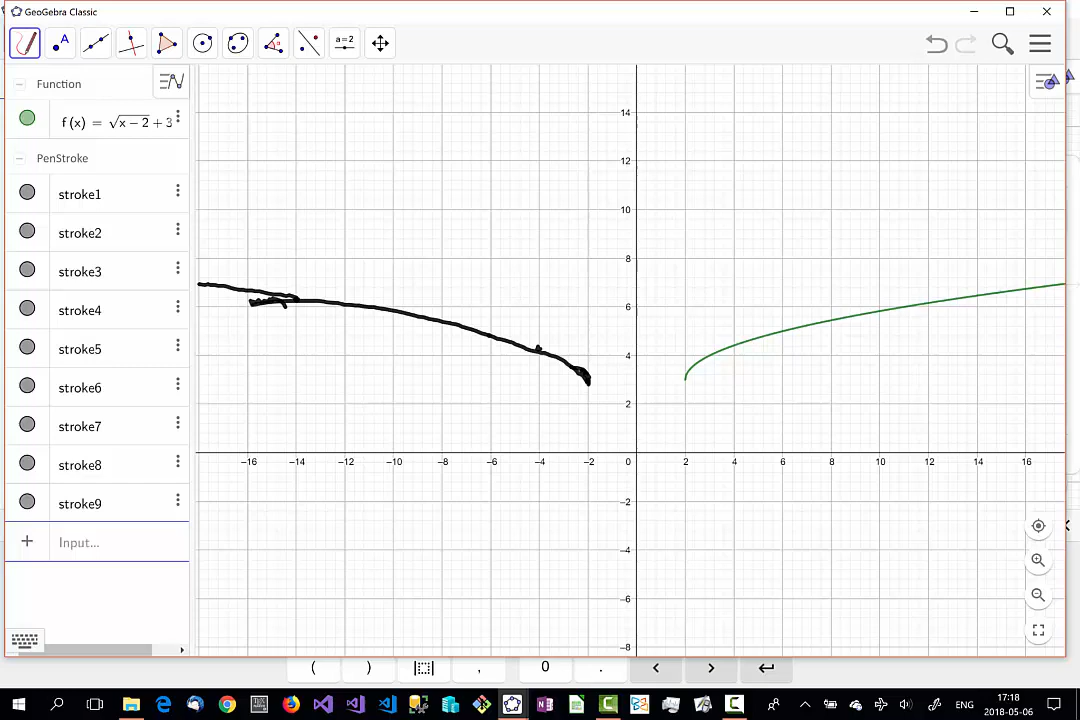 GeoGebra Classic
A
a=2
Function
f(x) = √x−2 + 3
PenStroke
stroke1
stroke2
stroke3
stroke4
stroke5
stroke6
stroke7
stroke8
stroke9
+ Input...
14
12
10
8
6
4
2
−16 −14 −12 −10 −8 −6 −4 −2 0 2 4 6 8 10 12 14 16
−2
−4
−6
−8
( ) |□| , 0 . < > ↵
ENG
17:18
2018-05-06